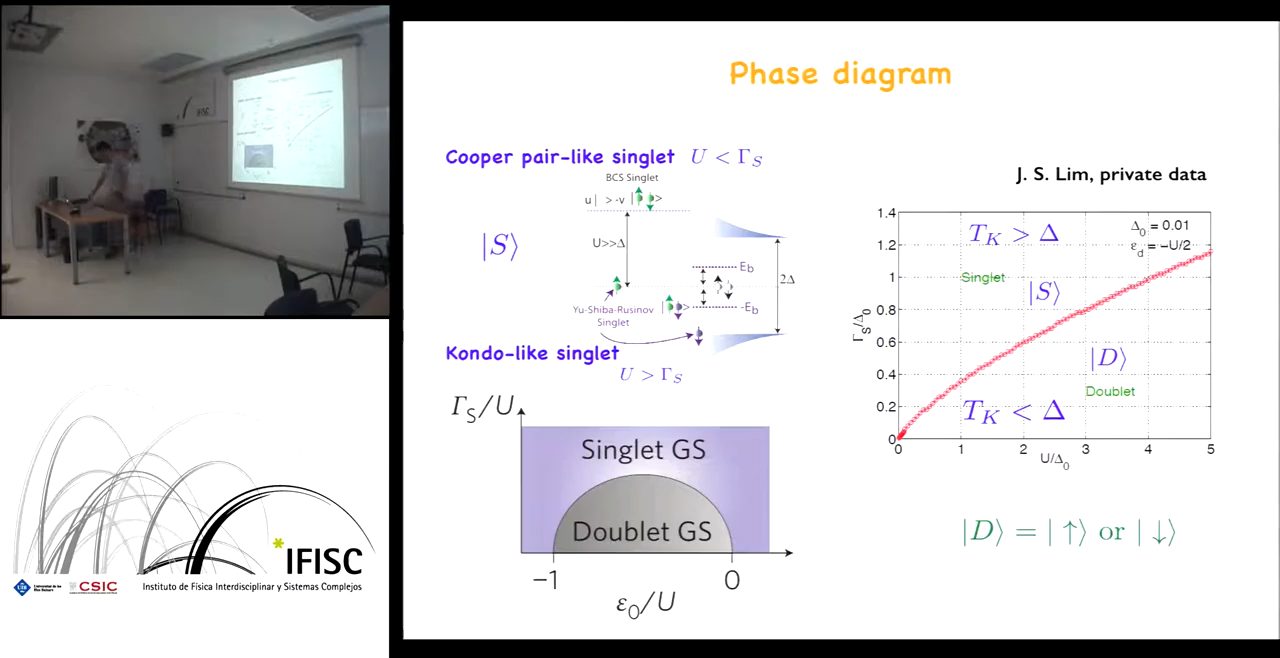 Phase diagram
Cooper pair-like singlet U < Γ_S
BCS Singlet
u| > -v | >
U>>Δ
|S⟩
E_b
2Δ
-E_b
| >
Yu-Shiba-Rusinov
Singlet
Kondo-like singlet
U > Γ_S
Γ_S/U
Singlet GS
Doublet GS
−1
0
ε_0/U
J. S. Lim, private data
1.4
1.2
1
0.8
0.6
0.4
0.2
0
Γ_S/Δ_0
T_K > Δ
Δ_0 = 0.01
ε_d = −U/2
Singlet
|S⟩
|D⟩
Doublet
T_K < Δ
0 1 2 3 4 5
U/Δ_0
|D⟩ = | ↑⟩ or | ↓⟩
IFISC
CSIC
Instituto de Física Interdisciplinar y Sistemas Complejos